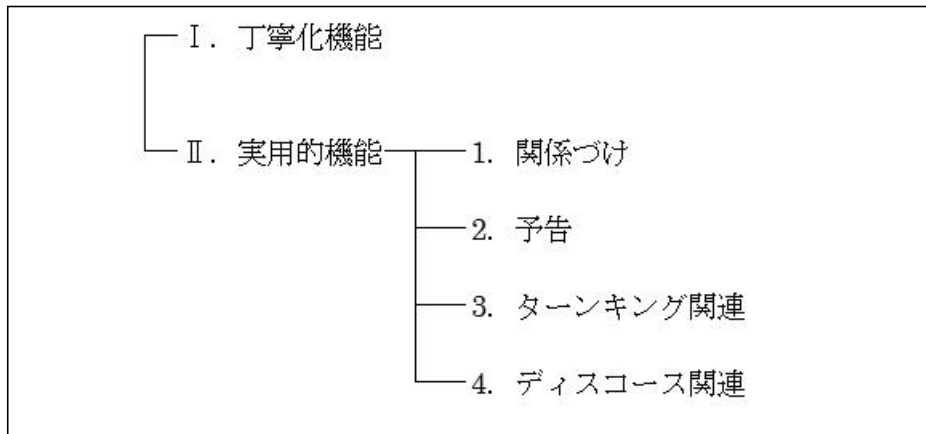 Ⅰ. 丁寧化機能
Ⅱ. 実用的機能 1. 関係づけ
2. 予告
3. ターンキング関連
4. ディスコース関連